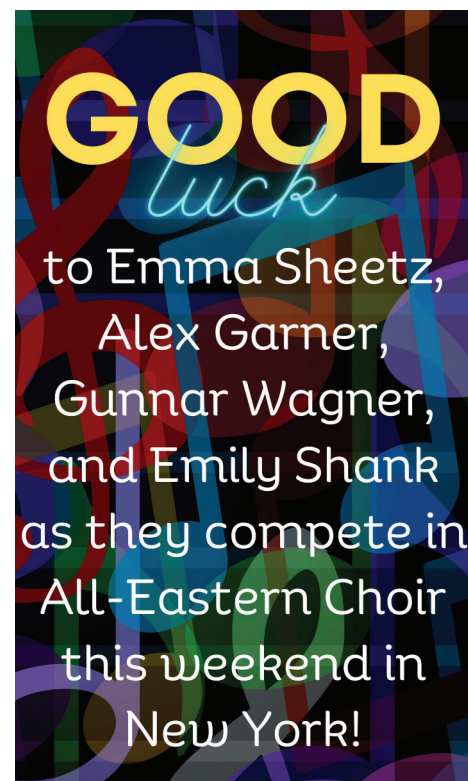 GOOD
luck
to Emma Sheetz,
Alex Garner,
Gunnar Wagner,
and Emily Shank
as they compete in
All-Eastern Choir
this weekend in
New York!